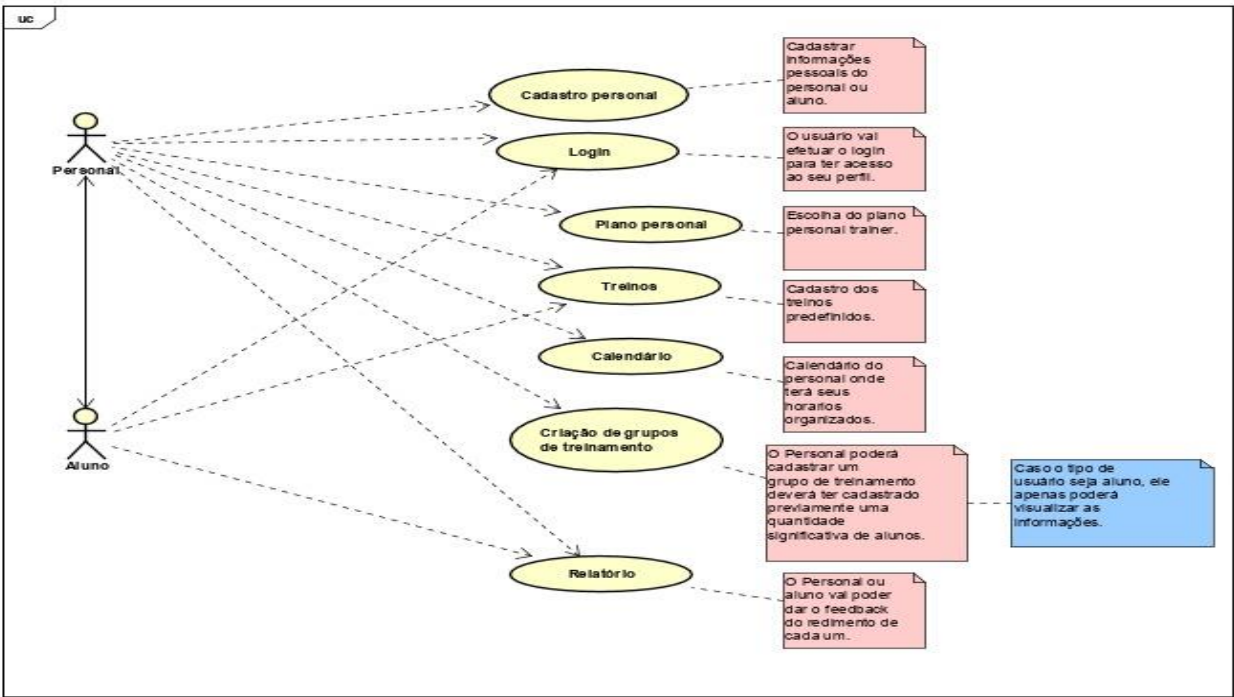 uc
Cadastro personal
Cadastrar
informações
pessoais do
personal ou
aluno.
Personal
Login
O usuário vai
efetuar o login
para ter acesso
ao seu perfil.
Plano personal
Escolha do plano
personal trainer.
Treinos
Cadastro dos
treinos
predefinidos.
Calendário
Calendário do
personal onde
terá seus
horarios
organizados.
Aluno
Criação de grupos
de treinamento
O Personal poderá
cadastrar um
grupo de treinamento
deverá ter cadastrado
previamente uma
quantidade
significativa de alunos.
Caso o tipo de
usuário seja aluno, ele
apenas poderá
visualizar as
informações.
Relatório
O Personal ou
aluno vai poder
dar o feedback
do redimento de
cada um.